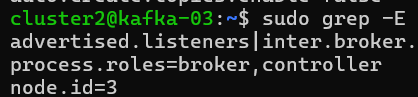 cluster2@kafka-03:~$ sudo grep -E
advertised.listeners|inter.broker.
process.roles=broker,controller
node.id=3